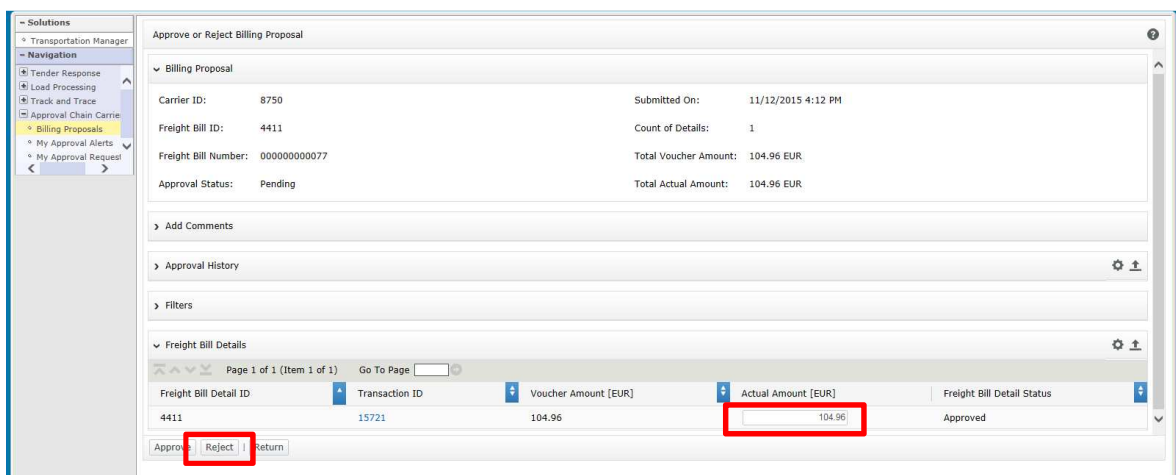 Solutions
Transportation Manager
Navigation
Tender Response
Load Processing
Track and Trace
Approval Chain Carrie
Billing Proposals
My Approval Alerts
My Approval Request
Approve or Reject Billing Proposal
Billing Proposal
Carrier ID: 8750 Submitted On: 11/12/2015 4:12 PM
Freight Bill ID: 4411 Count of Details: 1
Freight Bill Number: 000000000077 Total Voucher Amount: 104.96 EUR
Approval Status: Pending Total Actual Amount: 104.96 EUR
Add Comments
Approval History
Filters
Freight Bill Details
Page 1 of 1 (Item 1 of 1) Go To Page
Freight Bill Detail ID Transaction ID Voucher Amount [EUR] Actual Amount [EUR] Freight Bill Detail Status
4411 15721 104.96 104.96 Approved
Approve Reject | Return